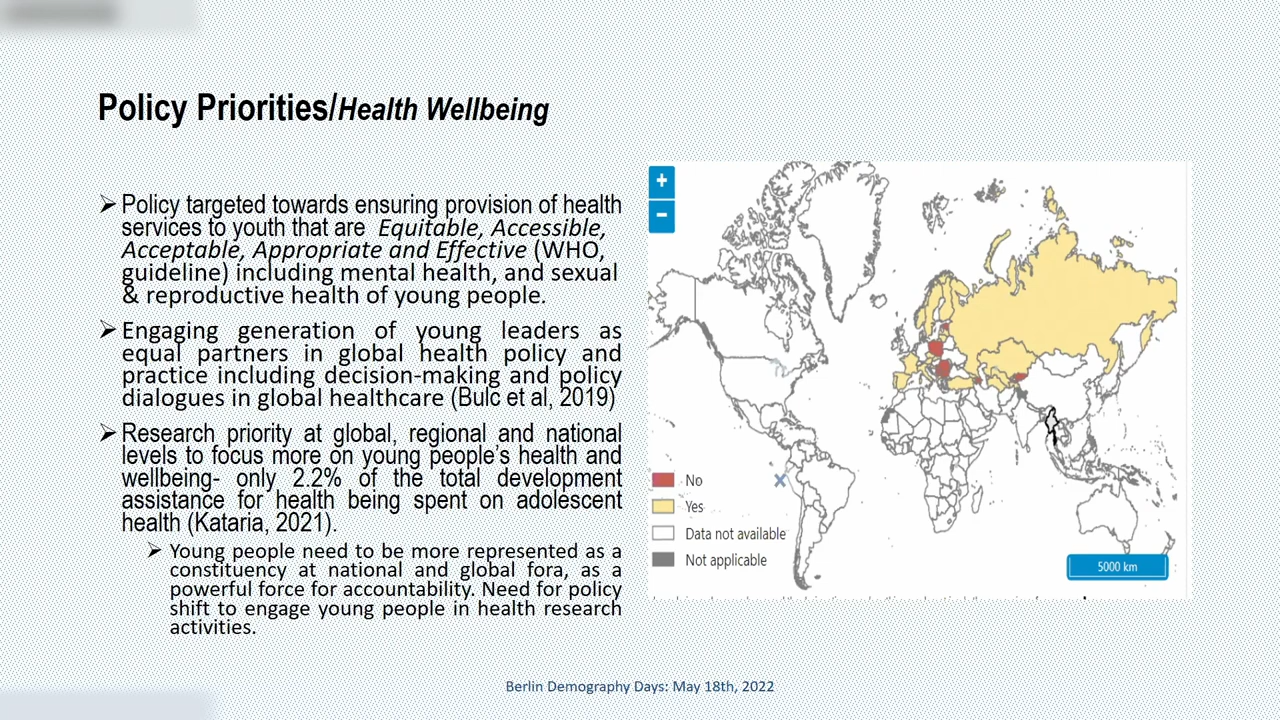 Policy Priorities/Health Wellbeing
➢ Policy targeted towards ensuring provision of health
services to youth that are Equitable, Accessible,
Acceptable, Appropriate and Effective (WHO,
guideline) including mental health, and sexual
& reproductive health of young people.
➢ Engaging generation of young leaders as
equal partners in global health policy and
practice including decision-making and policy
dialogues in global healthcare (Bulc et al, 2019)
➢ Research priority at global, regional and national
levels to focus more on young people's health and
wellbeing- only 2.2% of the total development
assistance for health being spent on adolescent
health (Kataria, 2021).
➢ Young people need to be more represented as a
constituency at national and global fora, as a
powerful force for accountability. Need for policy
shift to engage young people in health research
activities.
+
−
No
Yes
Data not available
Not applicable
5000 km
Berlin Demography Days: May 18th, 2022